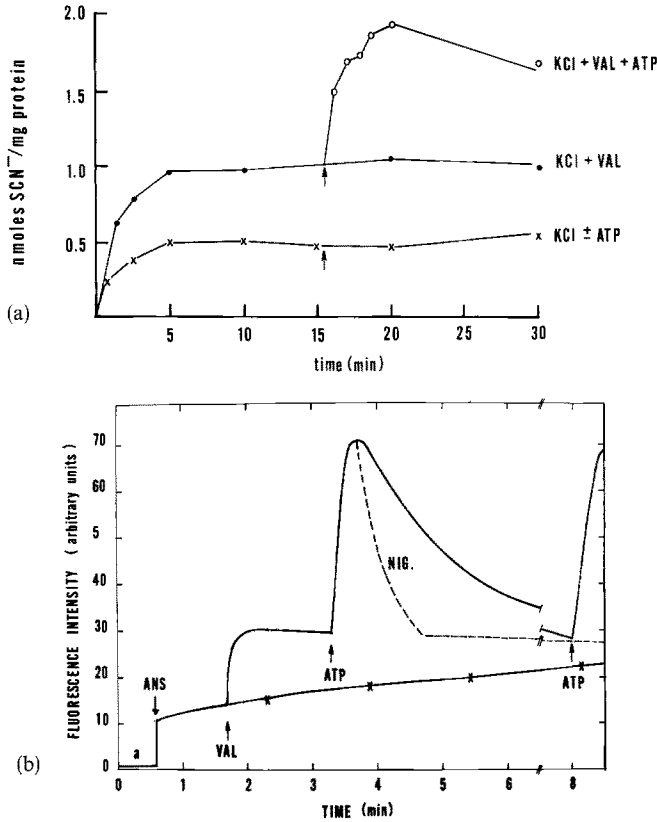 2.0
1.5
1.0
0.5
nmoles SCN⁻/mg protein
KCl + VAL + ATP
KCl + VAL
KCl ± ATP
5 10 15 20 25 30
time (min)
(a)
70
60
50
40
30
20
10
0
FLUORESCENCE INTENSITY (arbitrary units)
NIG.
ATP
ATP
ANS
VAL
a
0 1 2 3 4 5 6 8
TIME (min)
(b)